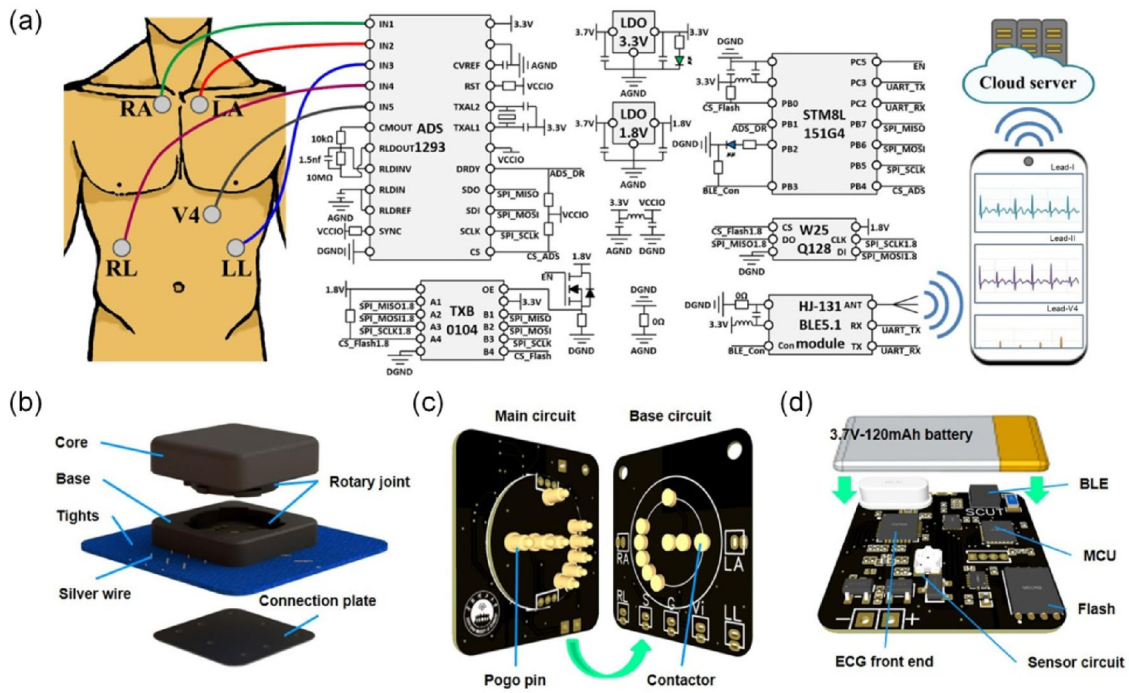 (a)
RA
LA
V4
RL
LL
IN1
IN2
IN3
IN4
IN5
CMOUT
RLDOUT
RLDINV
RLDIN
RLDREF
SYNC
CS
ADS
1293
CVREF
RST
TXAL2
TXAL1
DRDY
SDO
SDI
SCLK
10kΩ
1.5nf
10MΩ
AGND
VCCIO
DGND
3.3V
AGND
VCCIO
3.3V
VCCIO
ADS_DR
SPI_MISO
SPI_MOSI
VCCIO
SPI_SCLK
CS_ADS
1.8V
SPI_MISO1.8
SPI_MOSI1.8
SPI_SCLK1.8
CS_Flash1.8
DGND
A1
A2
A3
A4
TXB
0104
OE
B1
B2
B3
B4
EN
1.8V
3.3V
SPI_MISO
SPI_MOSI
SPI_SCLK
CS_Flash
DGND
3.7V
LDO
3.3V
3.3V
AGND
3.7V
LDO
1.8V
1.8V
AGND
3.3V
VCCIO
AGND
DGND
DGND
0Ω
AGND
DGND
3.3V
CS_Flash
ADS_DR
DGND
BLE_Con
PB0
PB1
PB2
PB3
STM8L
151G4
PC5
PC3
PC2
PB7
PB6
PB5
PB4
EN
UART_TX
UART_RX
SPI_MISO
SPI_MOSI
SPI_SCLK
CS_ADS
CS_Flash1.8
SPI_MISO1.8
DGND
CS
DO
W25
Q128
CLK
DI
1.8V
SPI_SCLK1.8
SPI_MOSI1.8
DGND
0Ω
3.3V
BLE_Con
Con
HJ-131
BLE5.1
module
ANT
RX
TX
UART_TX
UART_RX
Cloud server
Lead-I
Lead-II
Lead-V4
(b)
Core
Base
Tights
Silver wire
Rotary joint
Connection plate
(c)
Main circuit
Base circuit
RA
LA
RL
S
G
Vi
LL
Pogo pin
Contactor
(d)
3.7V-120mAh battery
SCUT
BLE
MCU
Flash
ECG front end
Sensor circuit